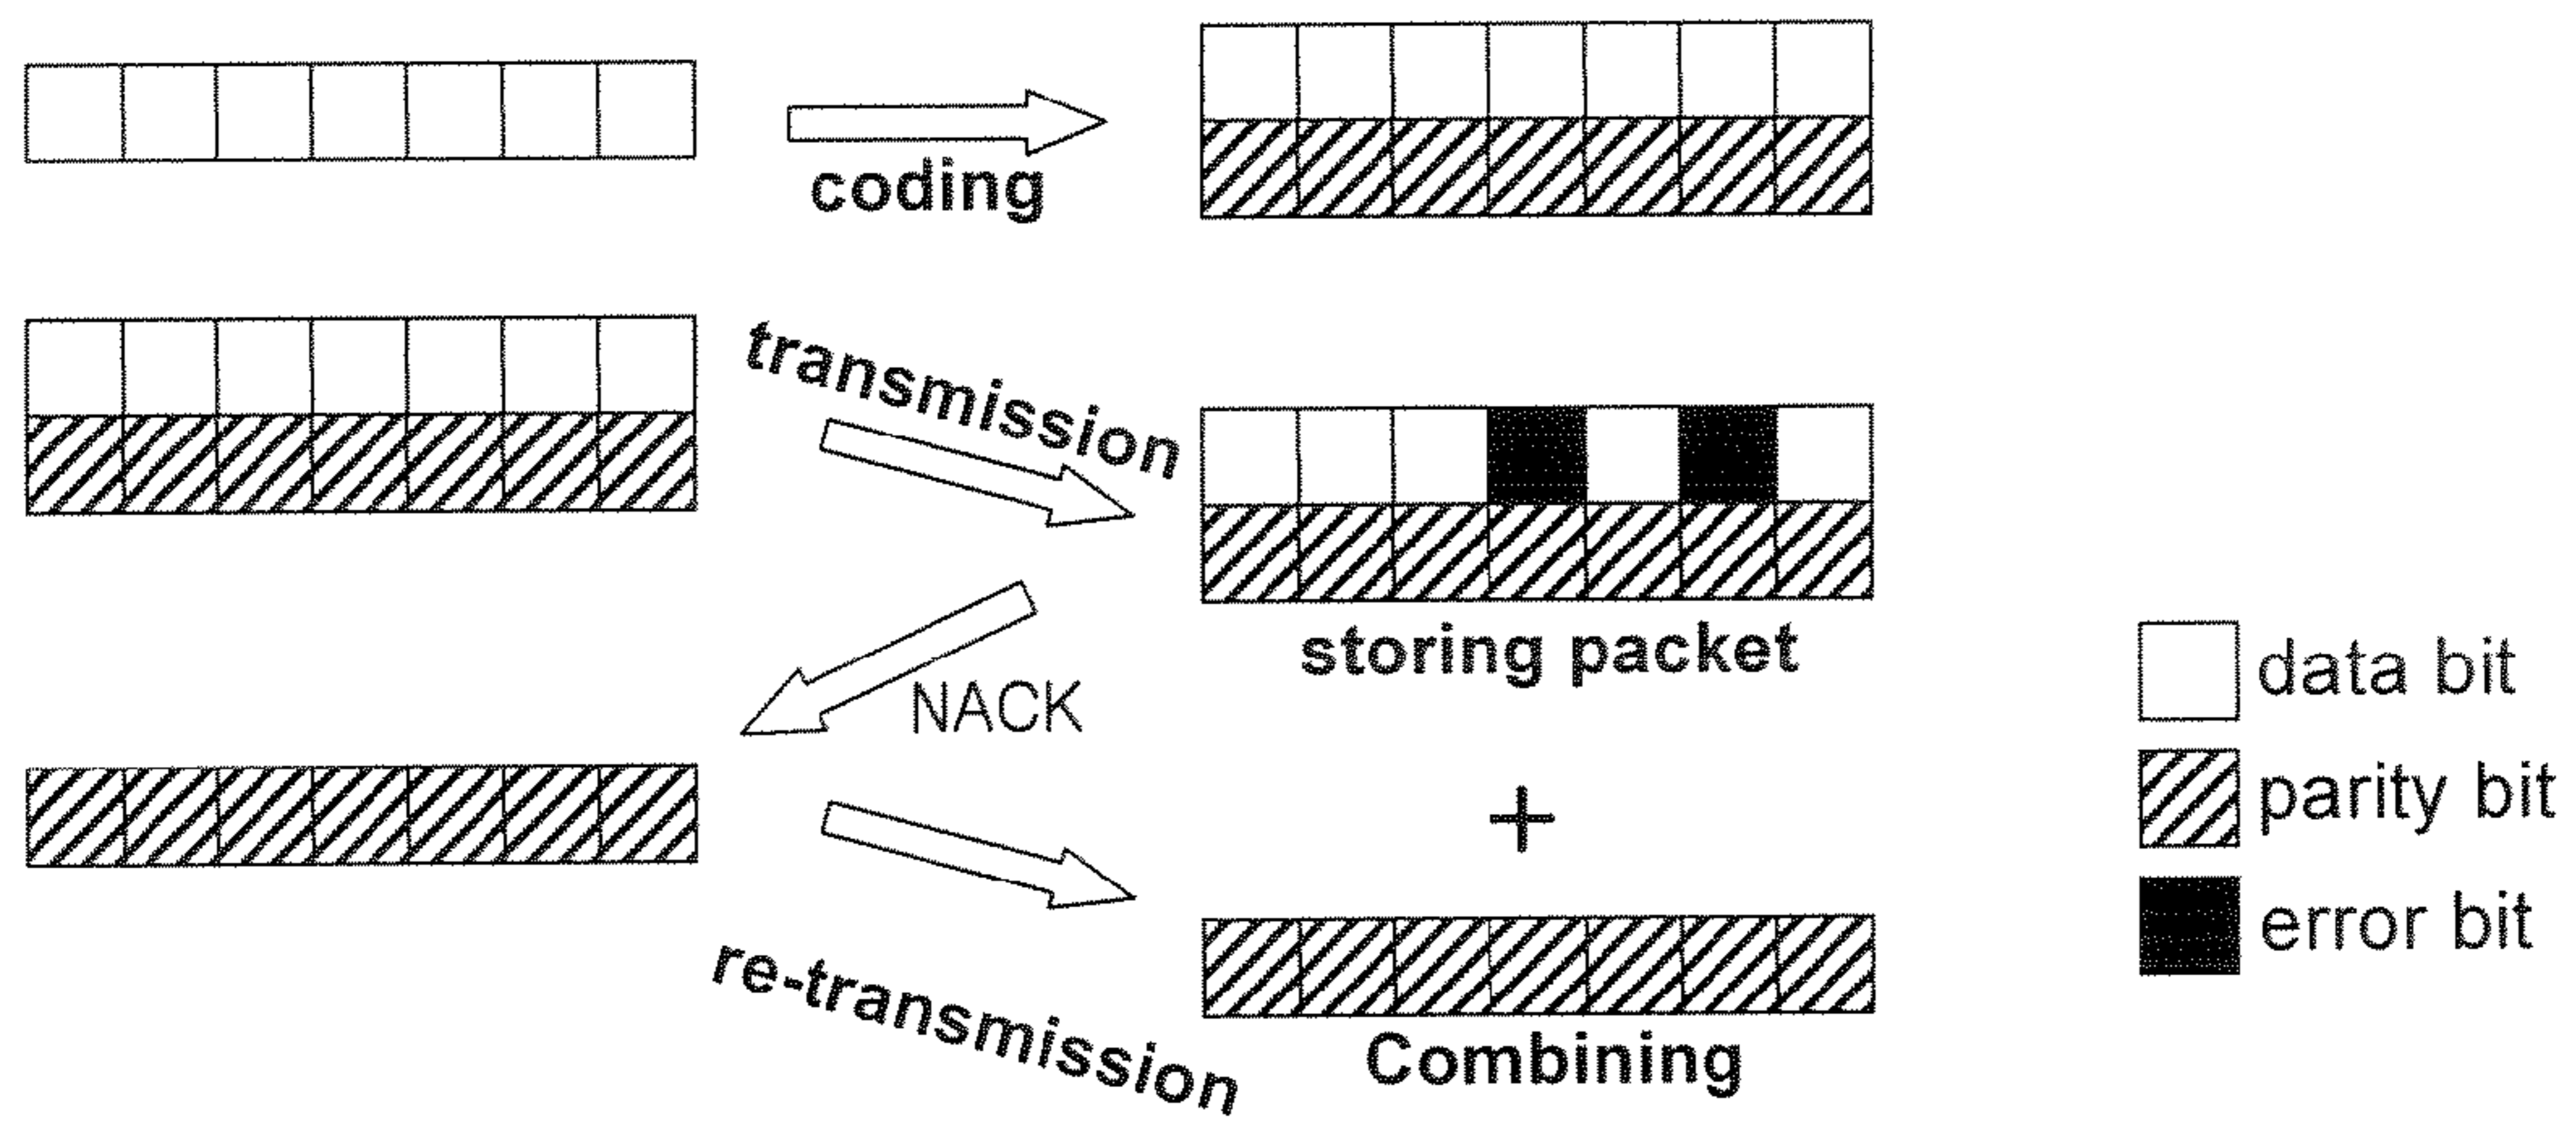 coding
transmission
storing packet
NACK
data bit
parity bit
error bit
re-transmission
+
Combining